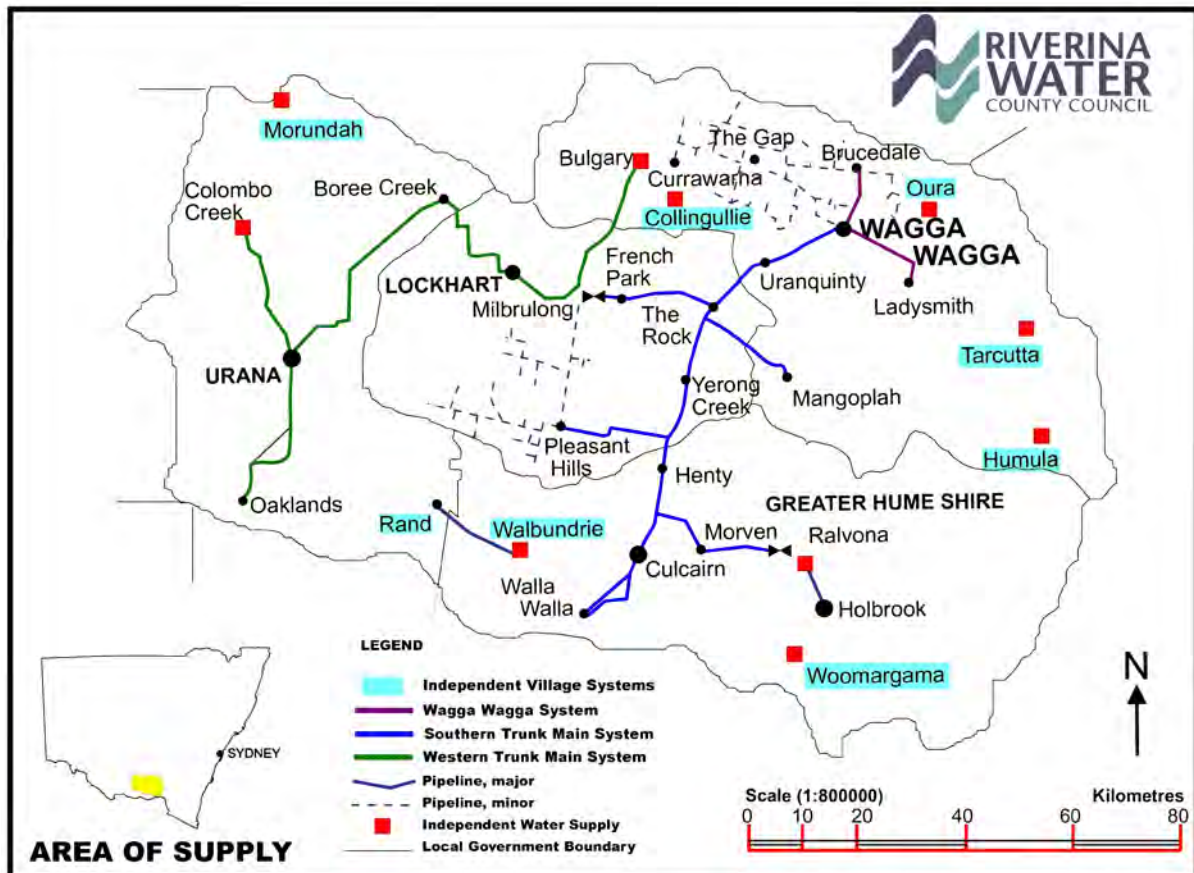 RIVERINA
WATER
COUNTY COUNCIL
Morundah
The Gap
Bulgary
Brucedale
Currawarna
Oura
Boree Creek
Colombo
Creek
Collingullie
WAGGA
WAGGA
French
Park
Uranquinty
LOCKHART
Ladysmith
Milbrulong
The
Rock
Tarcutta
URANA
Yerong
Creek
Mangoplah
Pleasant
Hills
Humula
Henty
Oaklands
GREATER HUME SHIRE
Rand
Walbundrie
Morven
Ralvona
Culcairn
Walla
Walla
Holbrook
Woomargama
N
LEGEND
Independent Village Systems
Wagga Wagga System
Southern Trunk Main System
Western Trunk Main System
Pipeline, major
Pipeline, minor
Independent Water Supply
Local Government Boundary
SYDNEY
AREA OF SUPPLY
Scale (1:800000) Kilometres
0 20 40 60 80